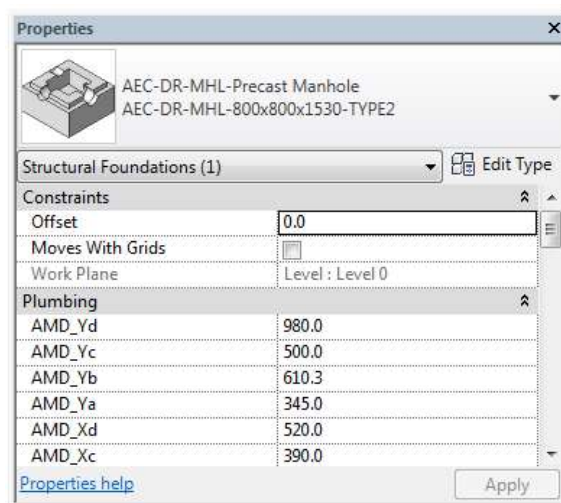 Properties
AEC-DR-MHL-Precast Manhole
AEC-DR-MHL-800x800x1530-TYPE2
Structural Foundations (1)
Edit Type
Constraints
Offset 0.0
Moves With Grids
Work Plane Level : Level 0
Plumbing
AMD_Yd 980.0
AMD_Yc 500.0
AMD_Yb 610.3
AMD_Ya 345.0
AMD_Xd 520.0
AMD_Xc 390.0
Properties help
Apply